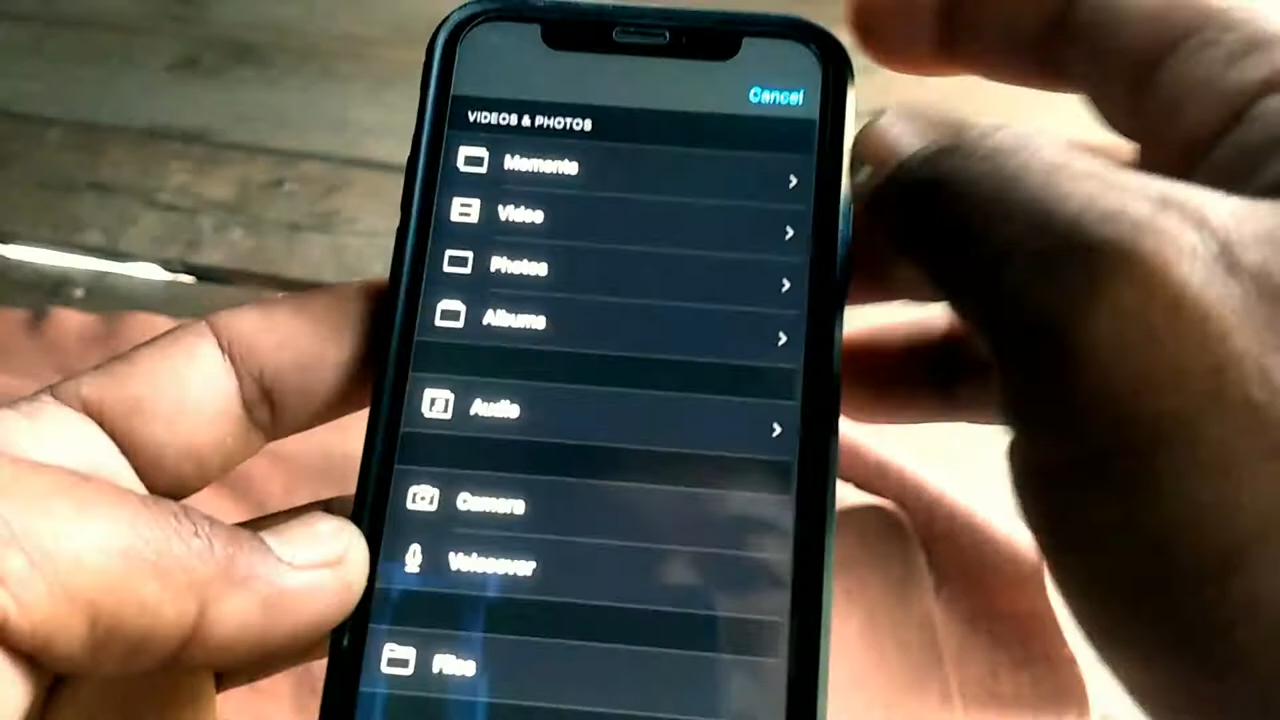 Cancel
VIDEOS & PHOTOS
Moments
Video
Photos
Albums
Audio
Camera
Voiceover
Files